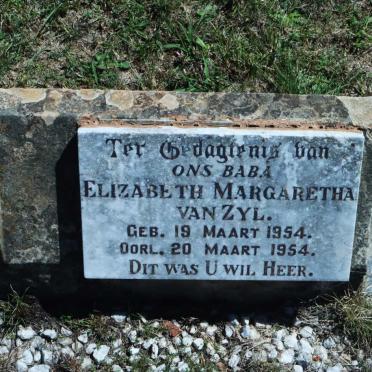 Ter Gedagtenis van
ONS BABA
ELIZABETH MARGARETHA
VAN ZYL.
GEB. 19 MAART 1954.
OORL. 20 MAART 1954.
DIT WAS U WIL HEER.